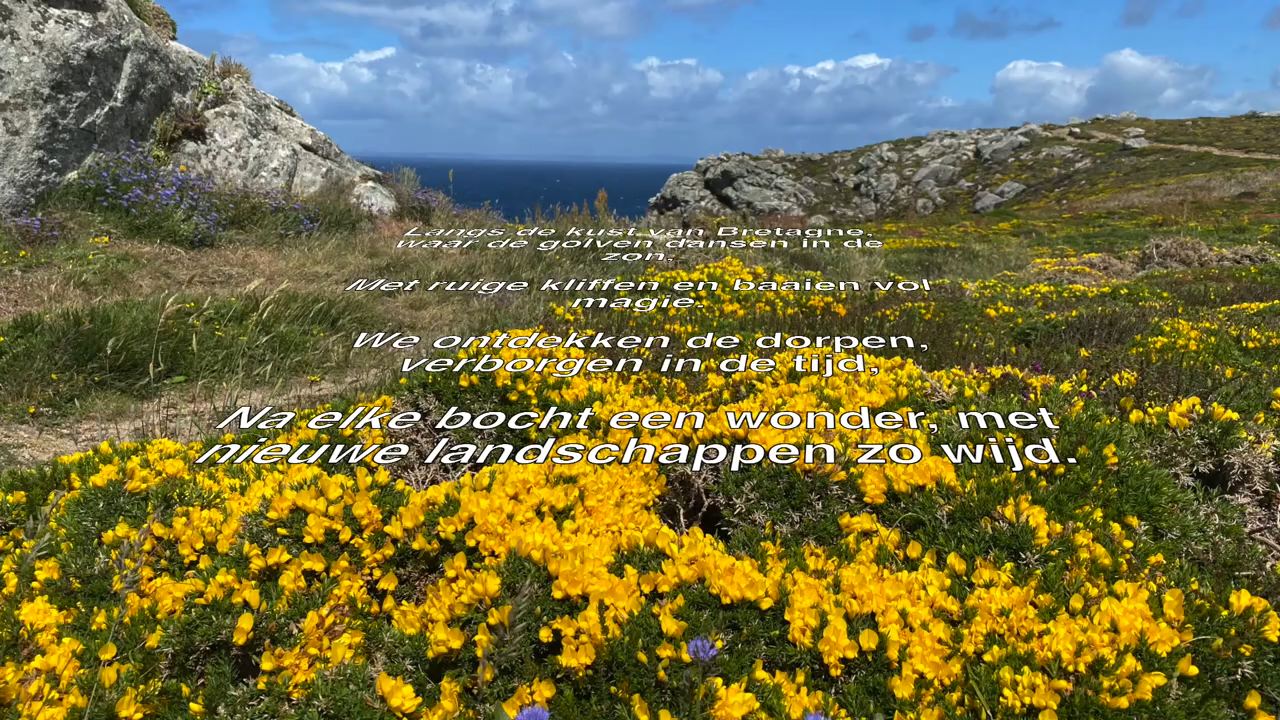 Langs de kust van Bretagne,
waar de golven dansen in de
zon,
Met ruige kliffen en baaien vol
magie.
We ontdekken de dorpen,
verborgen in de tijd,
Na elke bocht een wonder, met
nieuwe landschappen zo wijd.